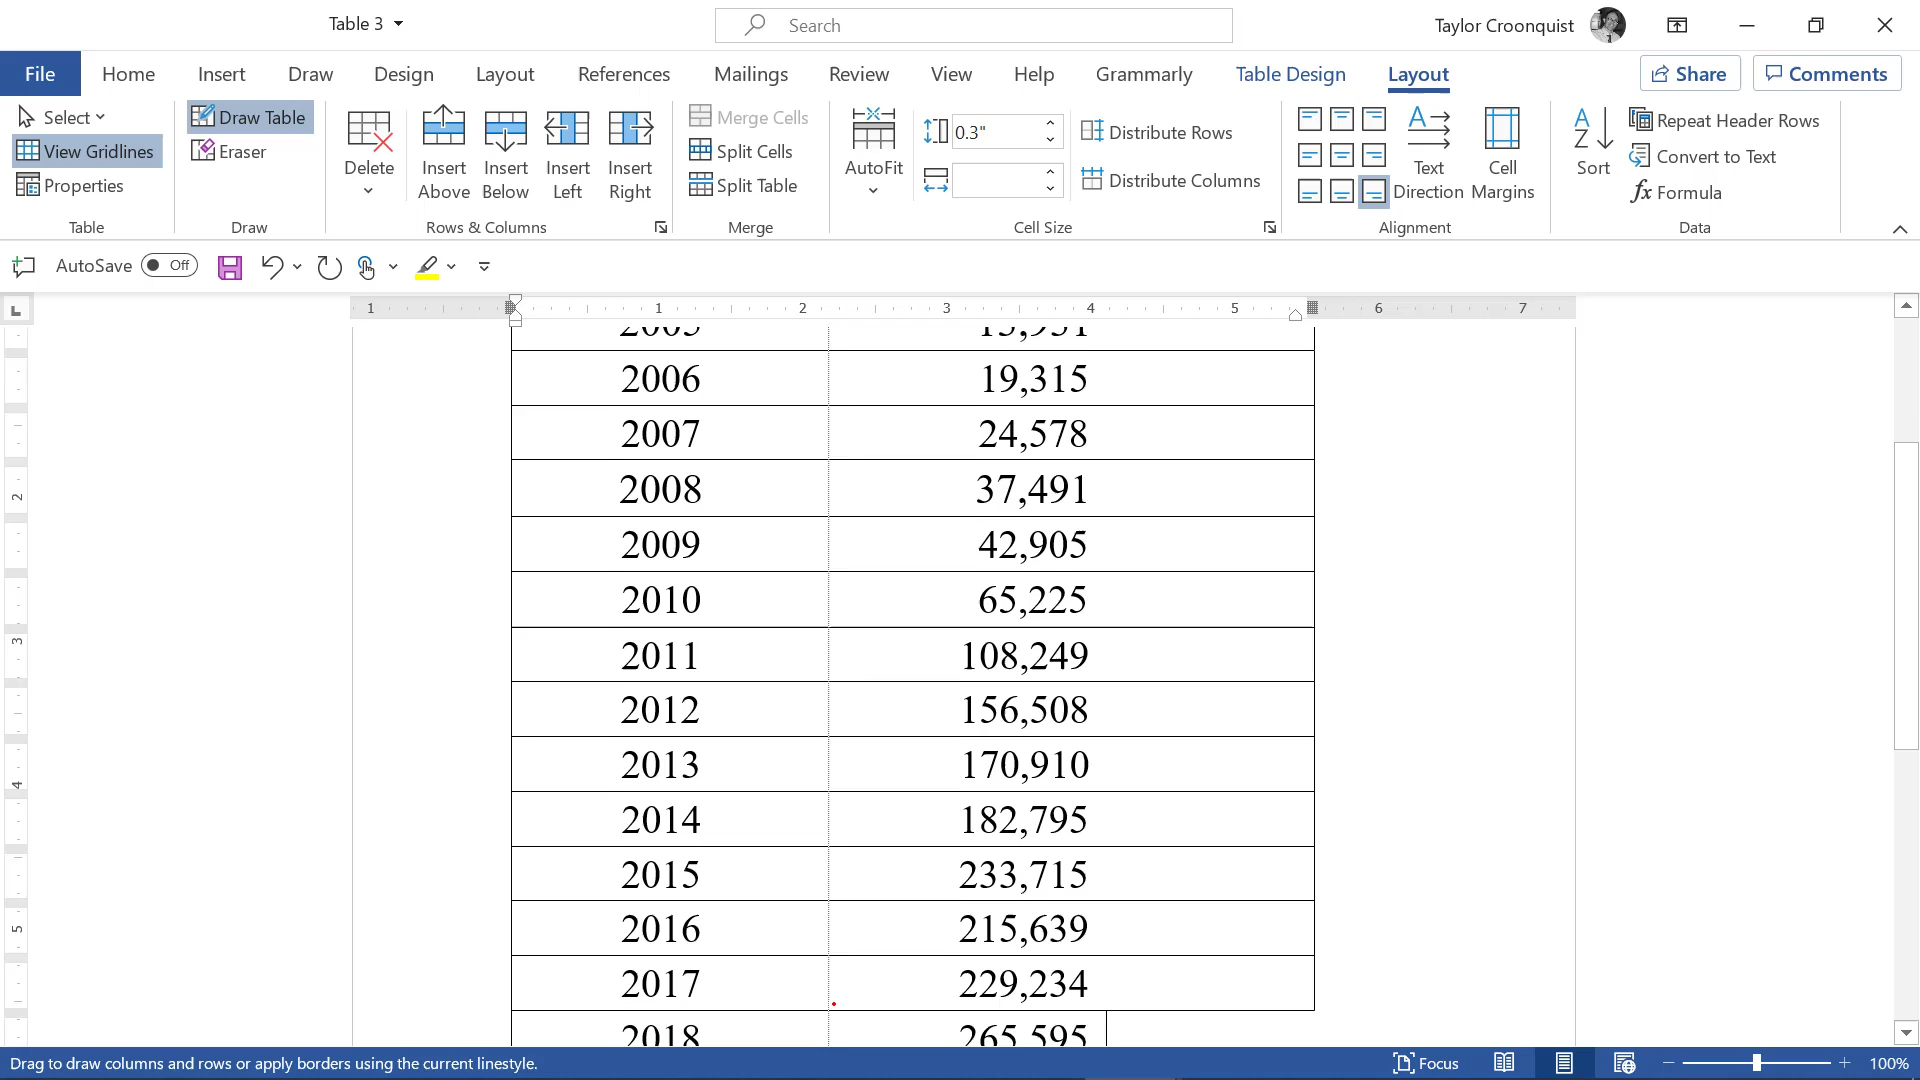 Table 3
Search
Taylor Croonquist
File Home Insert Draw Design Layout References Mailings Review View Help Grammarly Table Design Layout Share Comments
Select
View Gridlines
Properties
Table
Draw Table
Eraser
Draw
Delete
Insert Above
Insert Below
Insert Left
Insert Right
Rows & Columns
Merge Cells
Split Cells
Split Table
Merge
AutoFit
0.3"
Distribute Rows
Distribute Columns
Cell Size
Text Direction
Cell Margins
Alignment
Sort
Repeat Header Rows
Convert to Text
Formula
Data
AutoSave Off
1 1 2 3 4 5 6 7
2005 13,931
2006 19,315
2007 24,578
2008 37,491
2009 42,905
2010 65,225
2011 108,249
2012 156,508
2013 170,910
2014 182,795
2015 233,715
2016 215,639
2017 229,234
2018 265,595
2
3
4
5
Drag to draw columns and rows or apply borders using the current linestyle.
Focus
100%